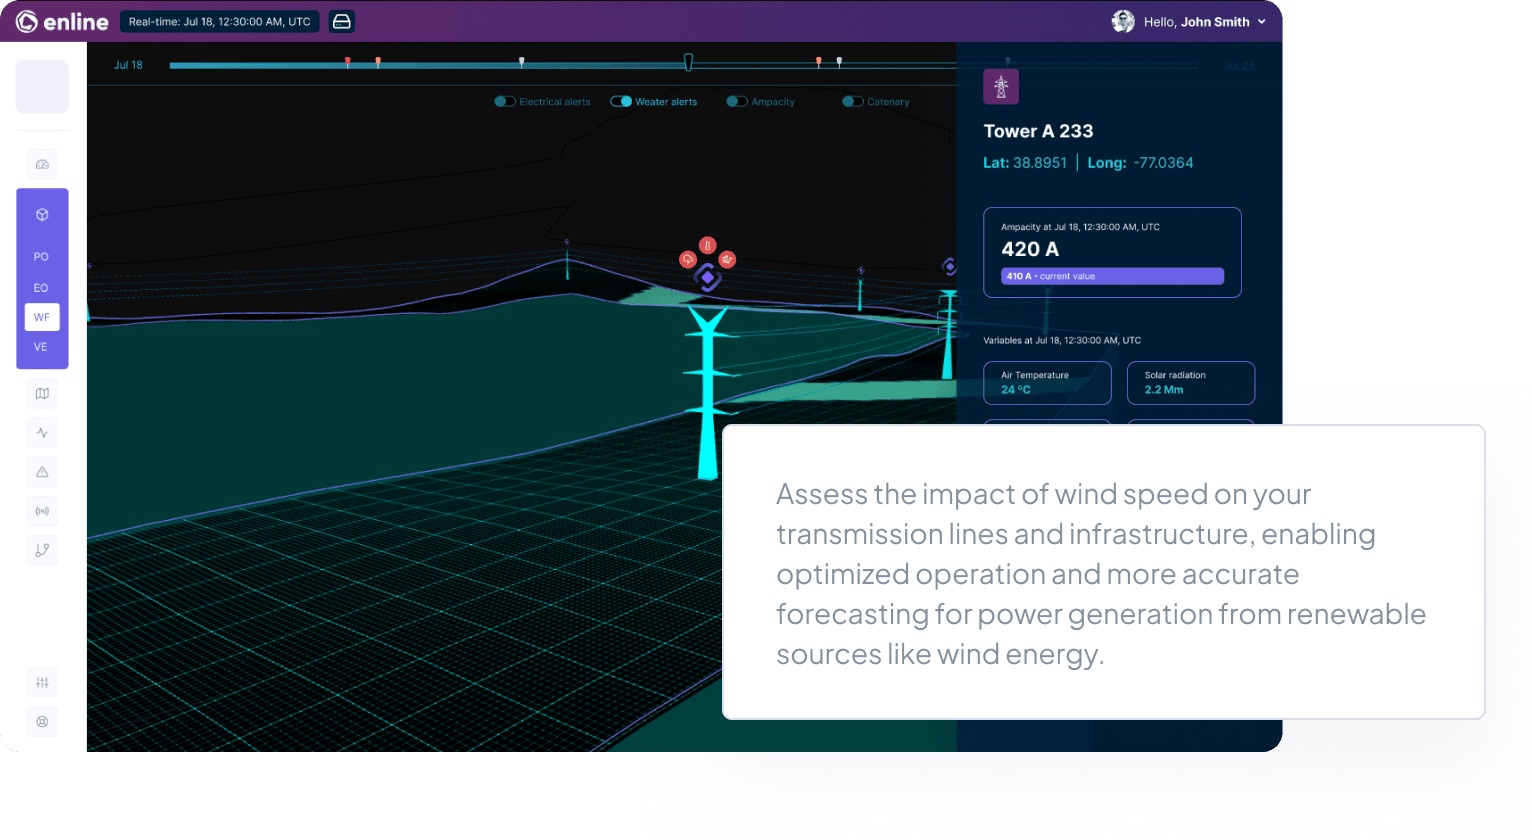 enline
Real-time: Jul 18, 12:30:00 AM, UTC
Hello, John Smith
Jul 18
Jul 25
Electrical alerts
Weater alerts
Ampacity
Catenary
PO
EO
WF
VE
Tower A 233
Lat: 38.8951 | Long: -77.0364
Ampacity at Jul 18, 12:30:00 AM, UTC
420 A
410 A - current value
Variables at Jul 18, 12:30:00 AM, UTC
Air Temperature
24 ºC
Solar radiation
2.2 Mm
Assess the impact of wind speed on your
transmission lines and infrastructure, enabling
optimized operation and more accurate
forecasting for power generation from renewable
sources like wind energy.